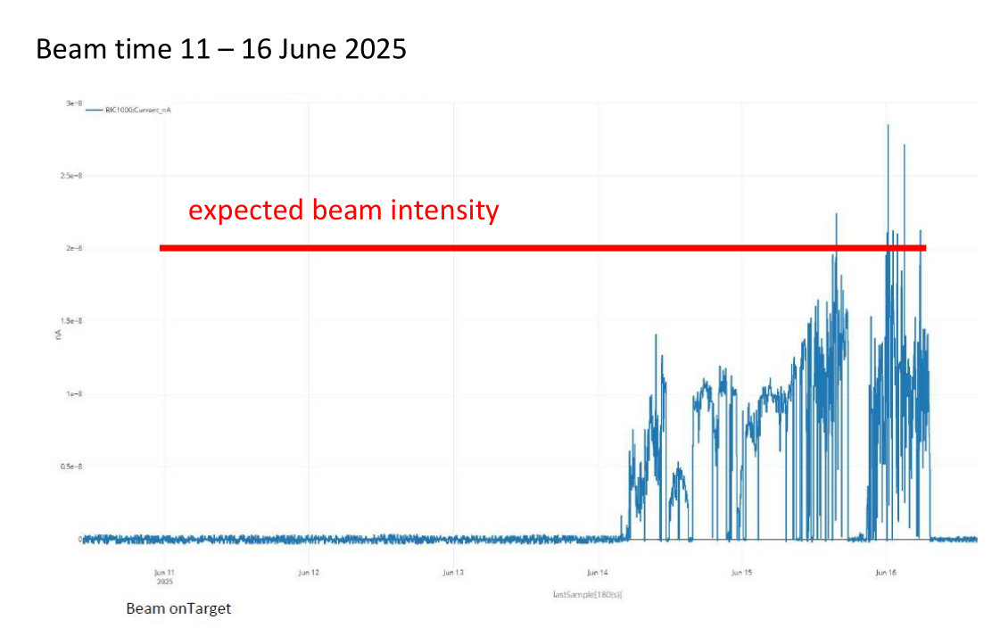 Beam time 11 – 16 June 2025
3e−8
BIC1000:Current_nA
2.5e−8
expected beam intensity
2e−8
1.5e−8
nA
1e−8
0.5e−8
0
Jun 11 Jun 12 Jun 13 Jun 14 Jun 15 Jun 16
2025
lastSample[180(s)]
Beam onTarget